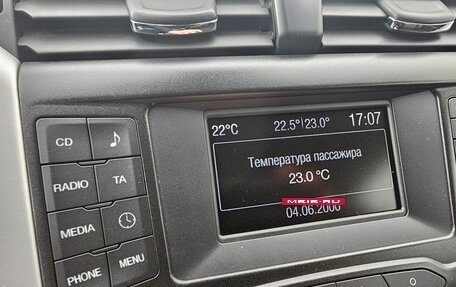 22°C 22.5°|23.0° 17:07
Температура пассажира
23.0 °C
04.06.2000
CD
RADIO TA
MEDIA
PHONE MENU